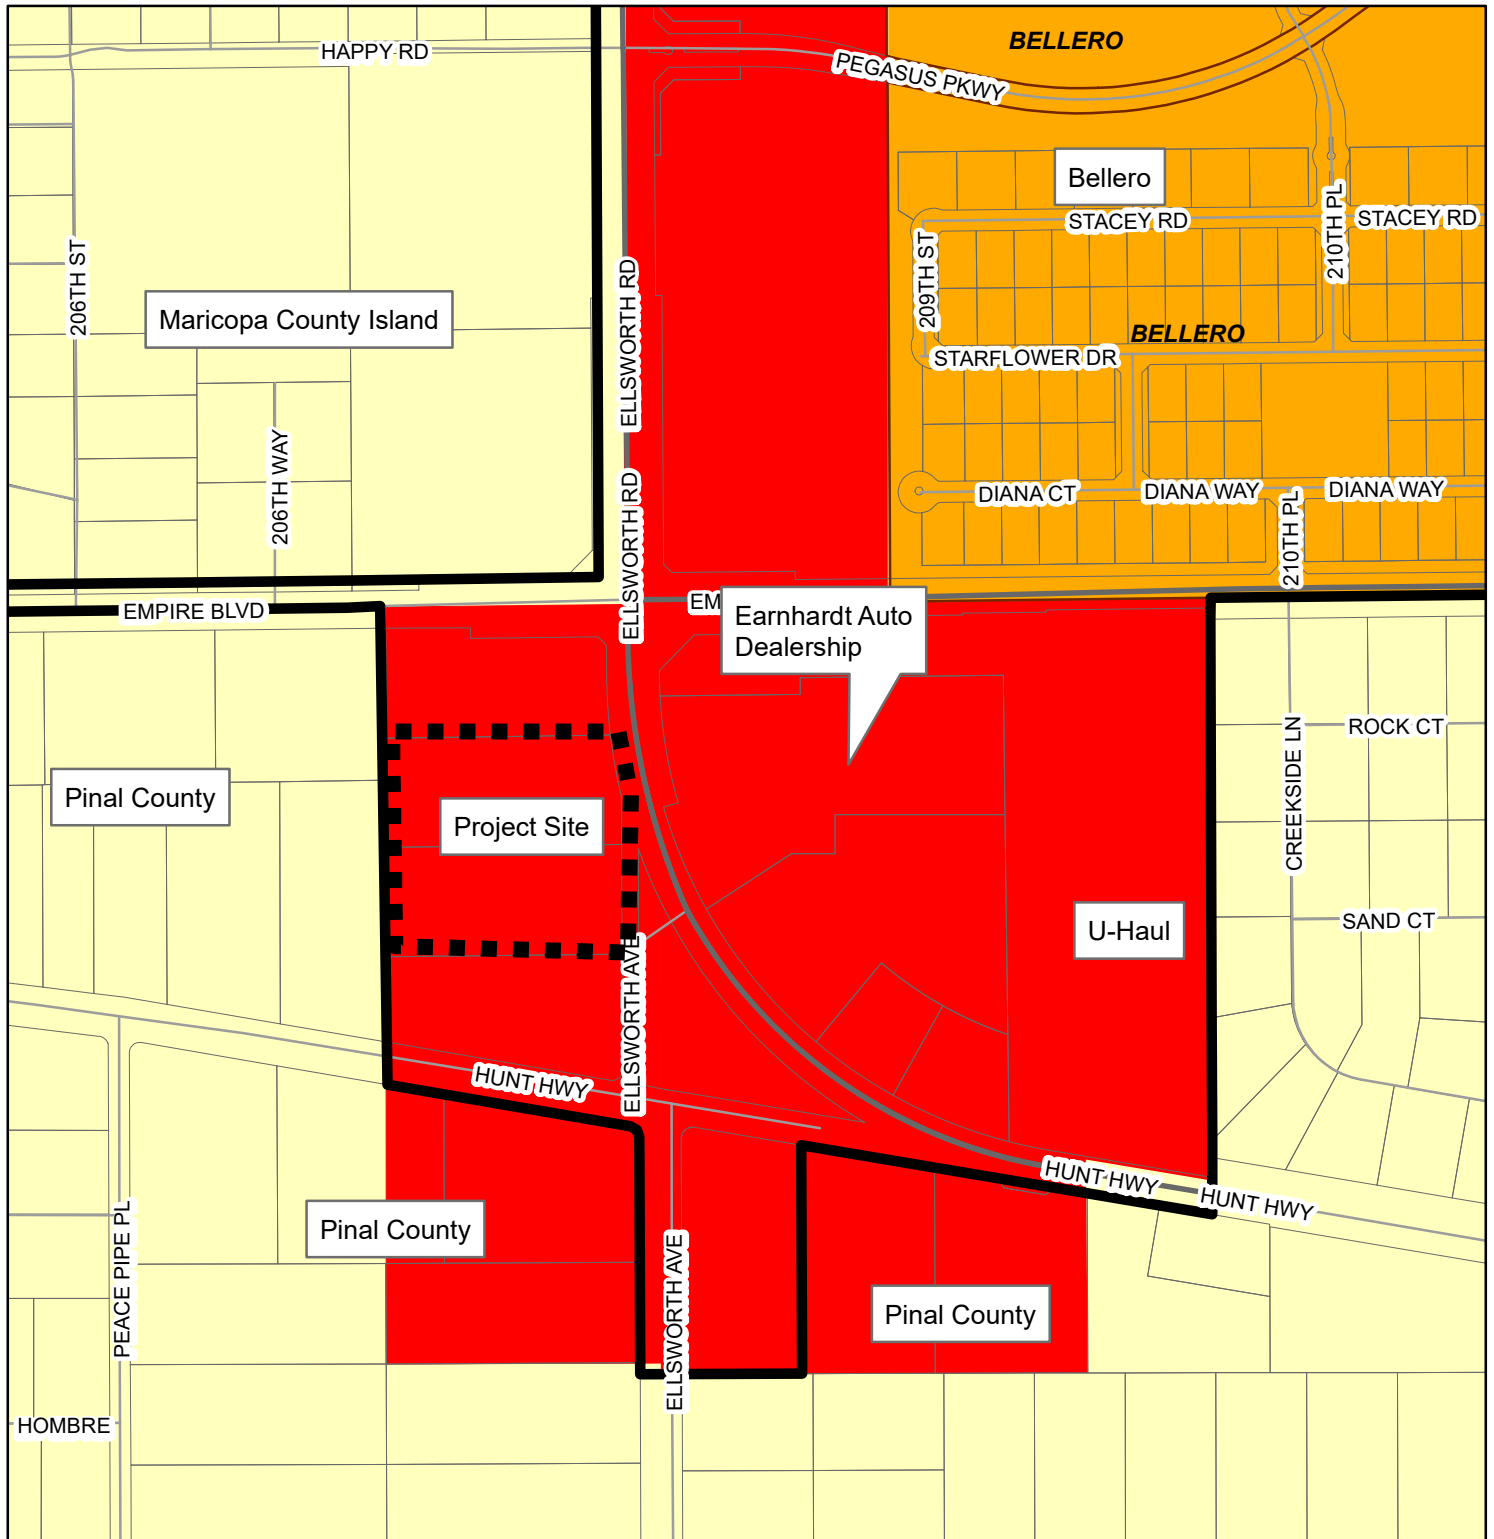 BELLERO
HAPPY RD
PEGASUS PKWY
Bellero
STACEY RD
STACEY RD
210TH PL
209TH ST
206TH ST
ELLSWORTH RD
Maricopa County Island
BELLERO
STARFLOWER DR
206TH WAY
DIANA CT
DIANA WAY
DIANA WAY
ELLSWORTH RD
210TH PL
EMPIRE BLVD
EM
Earnhardt Auto
Dealership
ROCK CT
CREEKSIDE LN
Pinal County
Project Site
U-Haul
SAND CT
ELLSWORTH AVE
HUNT HWY
HUNT HWY
HUNT HWY
PEACE PIPE PL
Pinal County
ELLSWORTH AVE
Pinal County
HOMBRE